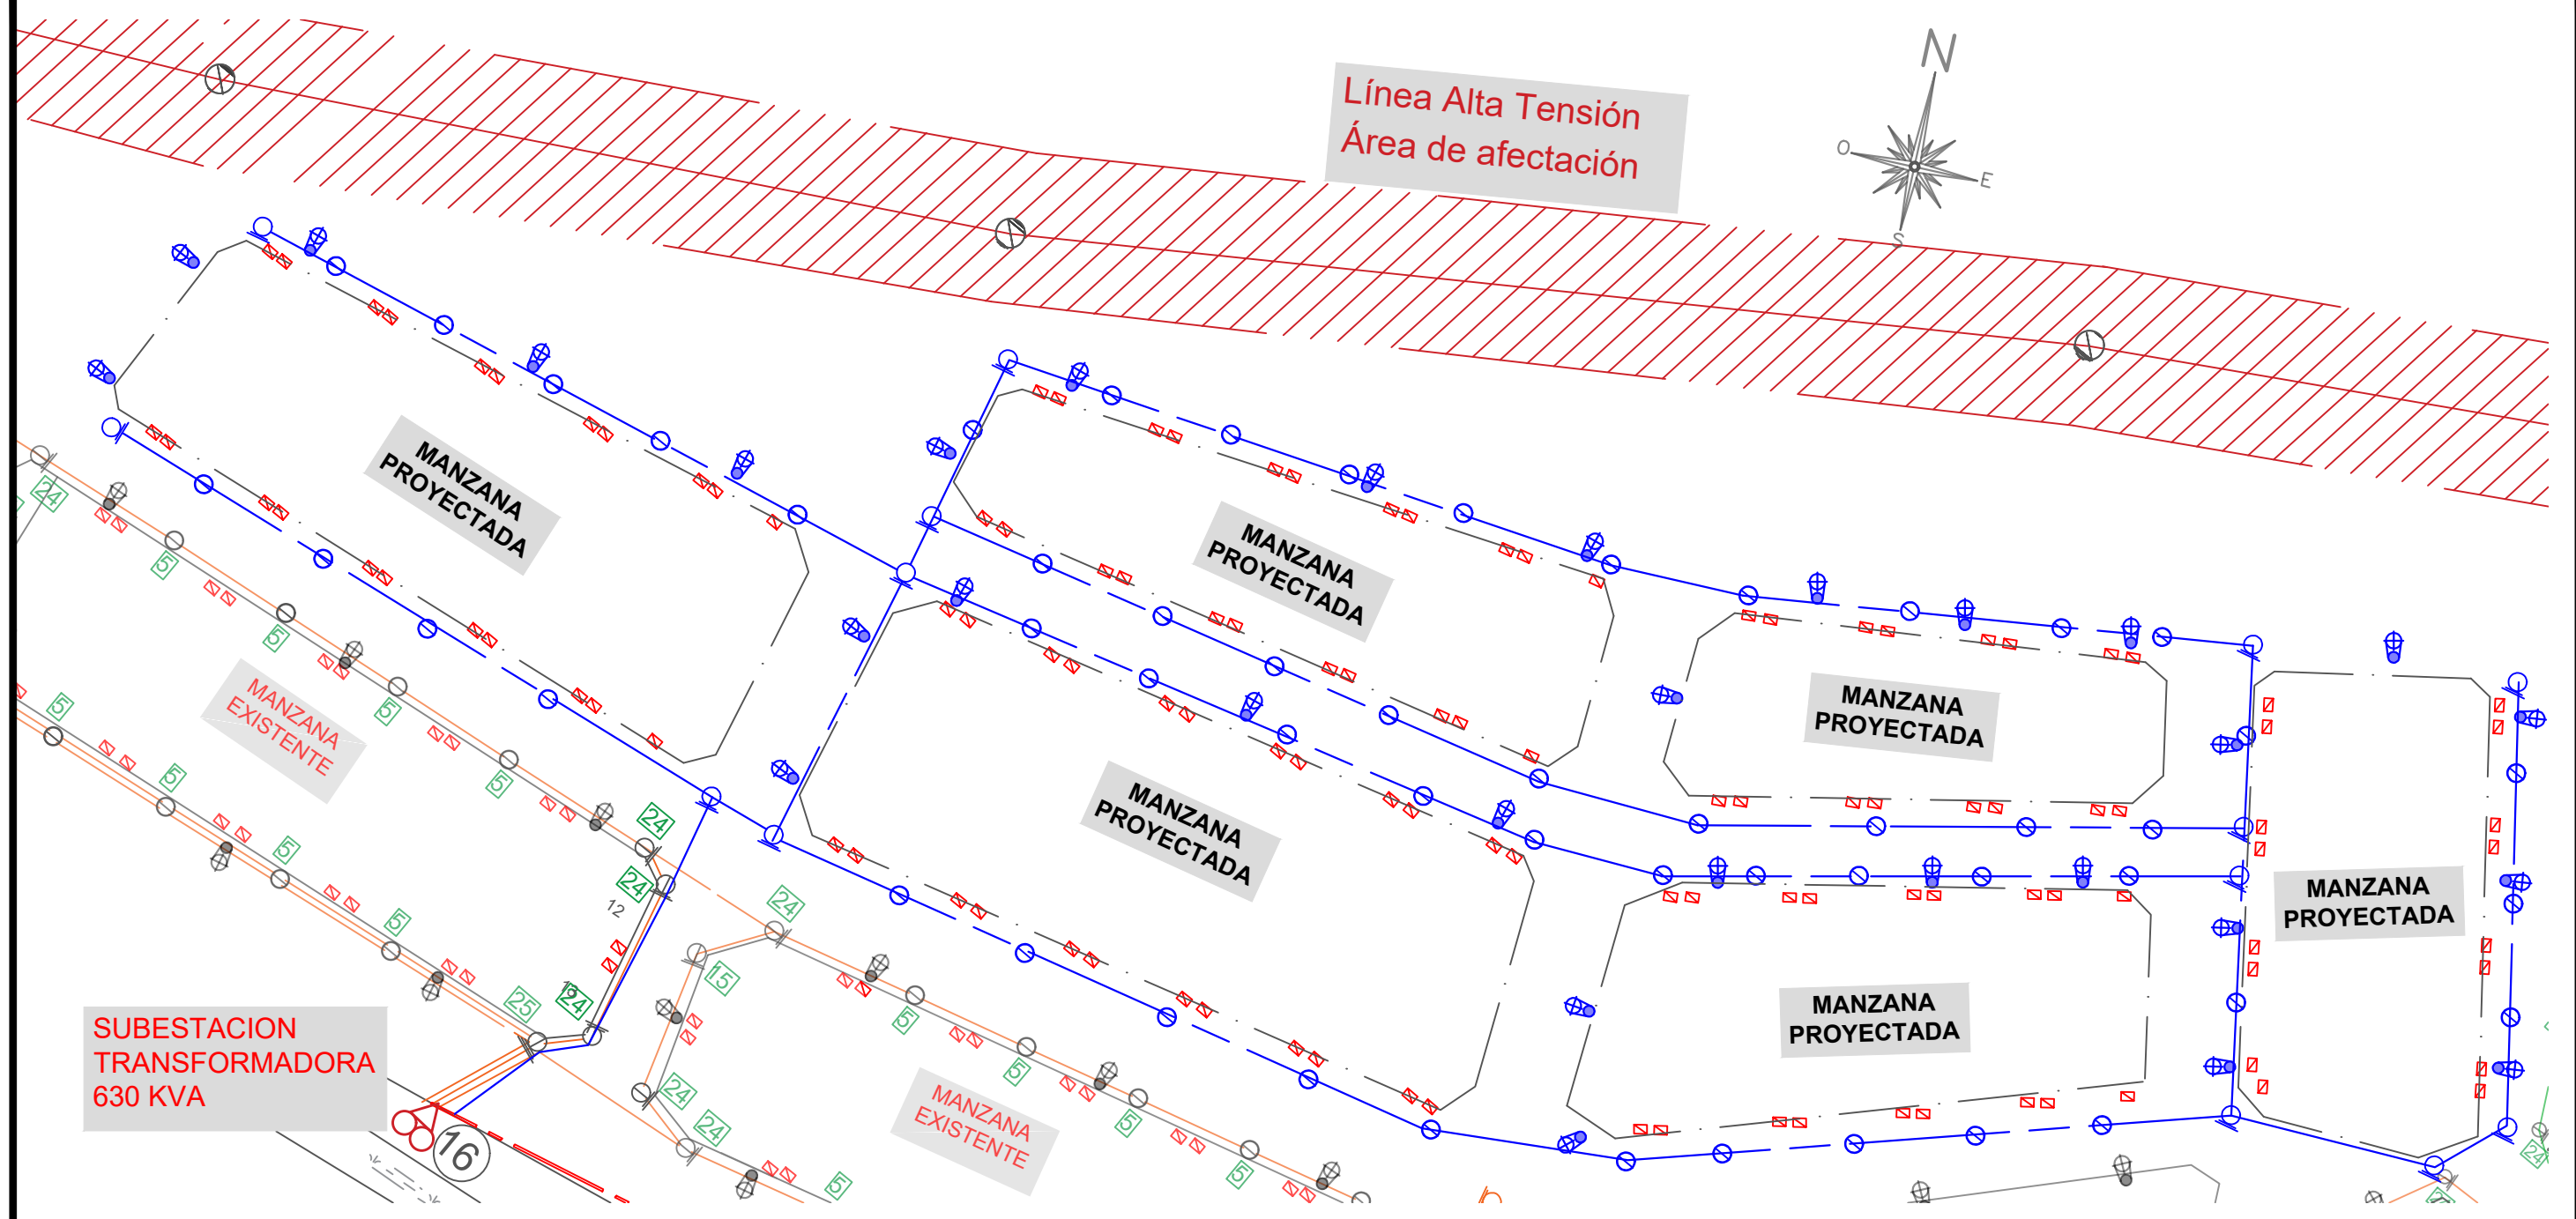 Línea Alta Tensión
Área de afectación
N
O
E
S
MANZANA
PROYECTADA
MANZANA
PROYECTADA
MANZANA
PROYECTADA
MANZANA
PROYECTADA
MANZANA
PROYECTADA
MANZANA
PROYECTADA
MANZANA
EXISTENTE
MANZANA
EXISTENTE
SUBESTACION
TRANSFORMADORA
630 KVA
16
24
5
5
5
5
24
24
12
24
5
5
5
5
25
24
15
5
5
5
5
24
24
5
24